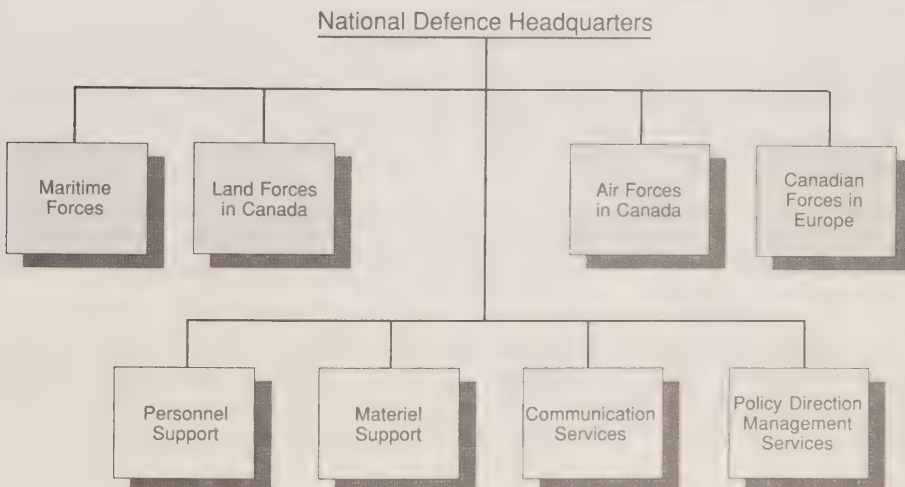 National Defence Headquarters
Maritime
Forces
Land Forces
in Canada
Air Forces
in Canada
Canadian
Forces in
Europe
Personnel
Support
Materiel
Support
Communication
Services
Policy Direction
Management
Services